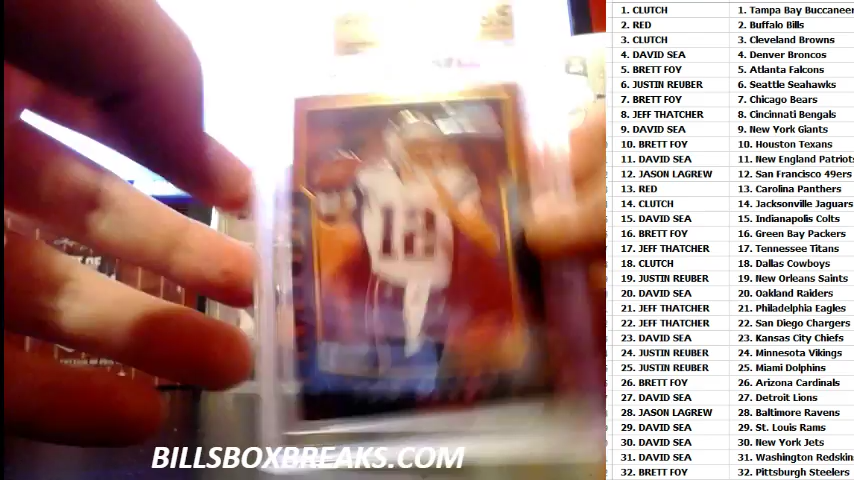 1. CLUTCH 1. Tampa Bay Buccaneer
2. RED 2. Buffalo Bills
3. CLUTCH 3. Cleveland Browns
4. DAVID SEA 4. Denver Broncos
5. BRETT FOY 5. Atlanta Falcons
6. JUSTIN REUBER 6. Seattle Seahawks
7. BRETT FOY 7. Chicago Bears
8. JEFF THATCHER 8. Cincinnati Bengals
9. DAVID SEA 9. New York Giants
10. BRETT FOY 10. Houston Texans
11. DAVID SEA 11. New England Patriots
12. JASON LAGREW 12. San Francisco 49ers
13. RED 13. Carolina Panthers
14. CLUTCH 14. Jacksonville Jaguars
15. DAVID SEA 15. Indianapolis Colts
16. BRETT FOY 16. Green Bay Packers
17. JEFF THATCHER 17. Tennessee Titans
18. CLUTCH 18. Dallas Cowboys
19. JUSTIN REUBER 19. New Orleans Saints
20. DAVID SEA 20. Oakland Raiders
21. JEFF THATCHER 21. Philadelphia Eagles
22. JEFF THATCHER 22. San Diego Chargers
23. DAVID SEA 23. Kansas City Chiefs
24. JUSTIN REUBER 24. Minnesota Vikings
25. JUSTIN REUBER 25. Miami Dolphins
26. BRETT FOY 26. Arizona Cardinals
27. DAVID SEA 27. Detroit Lions
28. JASON LAGREW 28. Baltimore Ravens
29. DAVID SEA 29. St. Louis Rams
30. DAVID SEA 30. New York Jets
31. DAVID SEA 31. Washington Redskin
32. BRETT FOY 32. Pittsburgh Steelers
12
BILLSBOXBREAKS.COM